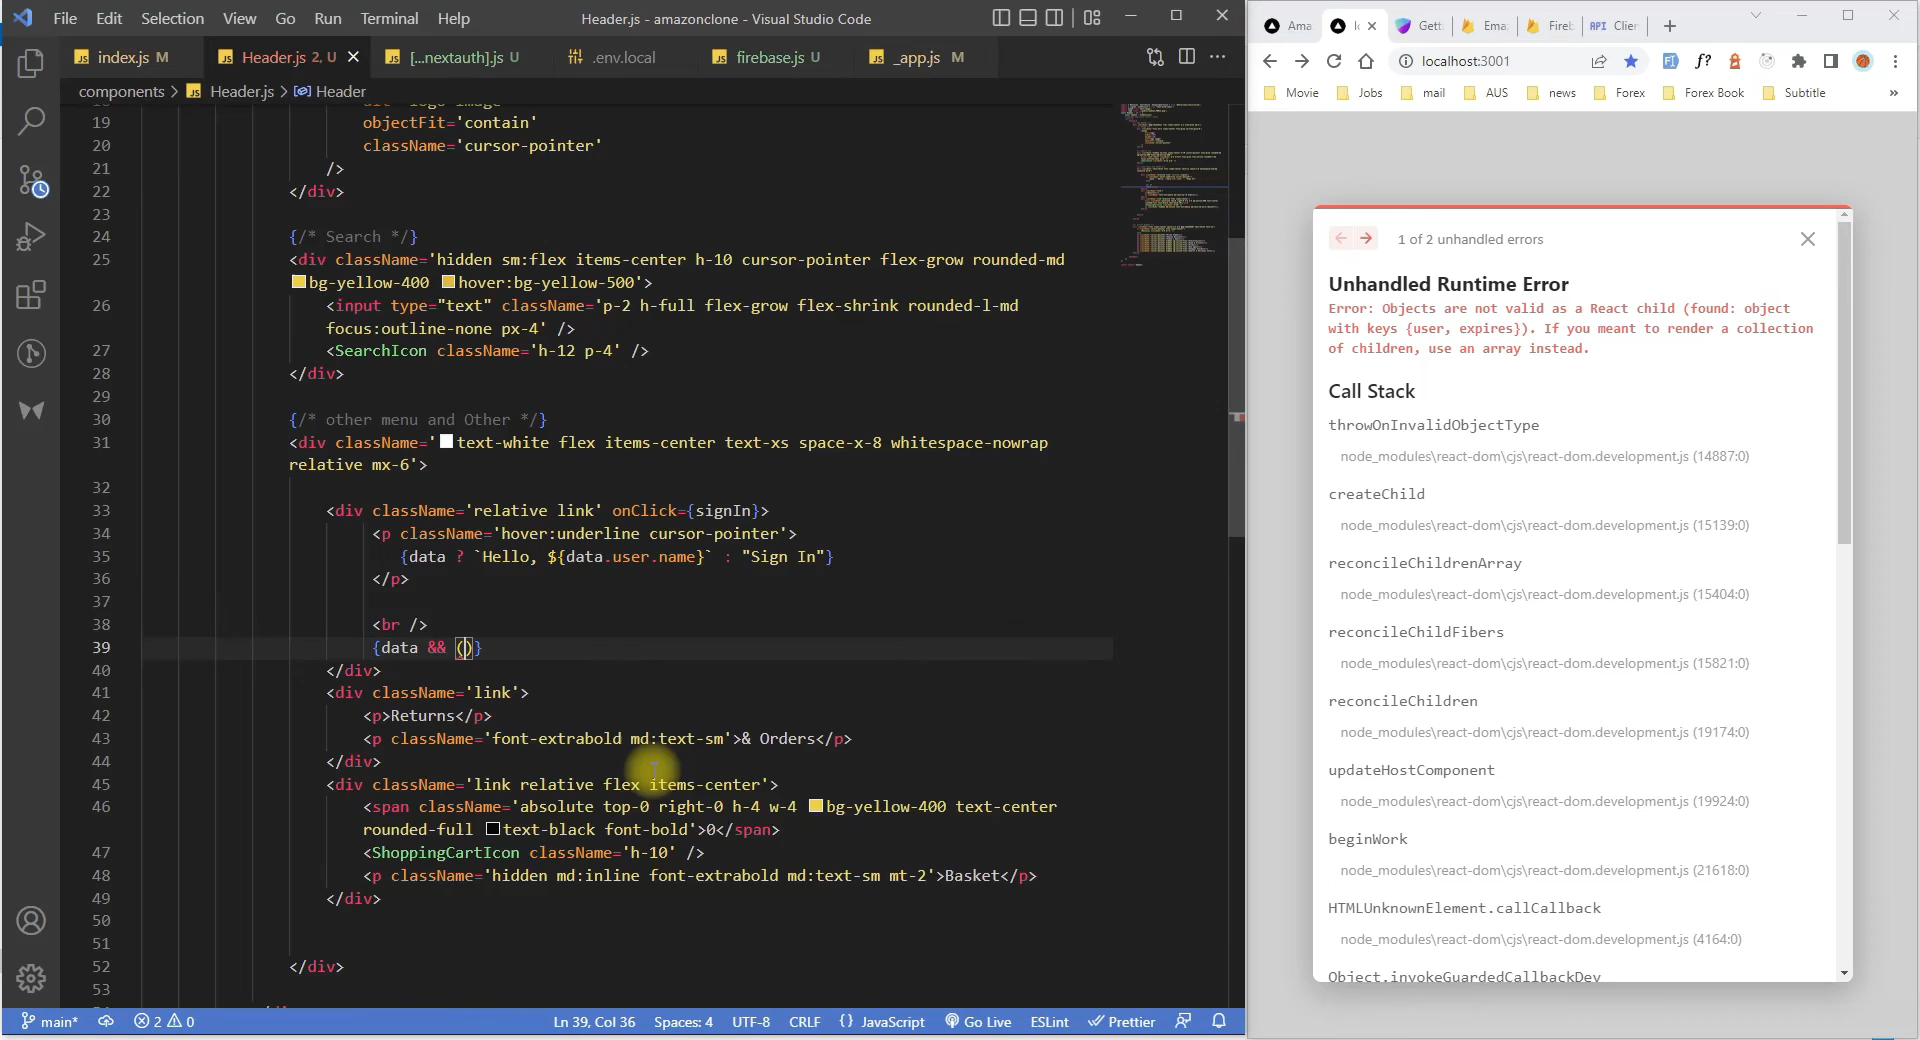 File Edit Selection View Go Run Terminal Help
Header.js - amazonclone - Visual Studio Code
index.js M
Header.js 2, U
[...nextauth].js U
.env.local
firebase.js U
_app.js M
components > Header.js > Header
19 objectFit='contain'
20 className='cursor-pointer'
21 />
22 </div>
23
24 {/* Search */}
25 <div className='hidden sm:flex items-center h-10 cursor-pointer flex-grow rounded-md
bg-yellow-400 hover:bg-yellow-500'>
26 <input type="text" className='p-2 h-full flex-grow flex-shrink rounded-l-md
focus:outline-none px-4' />
27 <SearchIcon className='h-12 p-4' />
28 </div>
29
30 {/* other menu and Other */}
31 <div className='text-white flex items-center text-xs space-x-8 whitespace-nowrap
relative mx-6'>
32
33 <div className='relative link' onClick={signIn}>
34 <p className='hover:underline cursor-pointer'>
35 {data ? `Hello, ${data.user.name}` : "Sign In"}
36 </p>
37
38 <br />
39 {data && ()}
40 </div>
41 <div className='link'>
42 <p>Returns</p>
43 <p className='font-extrabold md:text-sm'>& Orders</p>
44 </div>
45 <div className='link relative flex items-center'>
46 <span className='absolute top-0 right-0 h-4 w-4 bg-yellow-400 text-center
rounded-full text-black font-bold'>0</span>
47 <ShoppingCartIcon className='h-10' />
48 <p className='hidden md:inline font-extrabold md:text-sm mt-2'>Basket</p>
49 </div>
50
51
52 </div>
53
main* 2 0
Ln 39, Col 36 Spaces: 4 UTF-8 CRLF {} JavaScript Go Live ESLint Prettier
Ama
Gett
Ema
Fireb
API Clien
localhost:3001
Movie Jobs mail AUS news Forex Forex Book Subtitle »
1 of 2 unhandled errors
Unhandled Runtime Error
Error: Objects are not valid as a React child (found: object
with keys {user, expires}). If you meant to render a collection
of children, use an array instead.
Call Stack
throwOnInvalidObjectType
node_modules\react-dom\cjs\react-dom.development.js (14887:0)
createChild
node_modules\react-dom\cjs\react-dom.development.js (15139:0)
reconcileChildrenArray
node_modules\react-dom\cjs\react-dom.development.js (15404:0)
reconcileChildFibers
node_modules\react-dom\cjs\react-dom.development.js (15821:0)
reconcileChildren
node_modules\react-dom\cjs\react-dom.development.js (19174:0)
updateHostComponent
node_modules\react-dom\cjs\react-dom.development.js (19924:0)
beginWork
node_modules\react-dom\cjs\react-dom.development.js (21618:0)
HTMLUnknownElement.callCallback
node_modules\react-dom\cjs\react-dom.development.js (4164:0)
Object.invokeGuardedCallbackDev